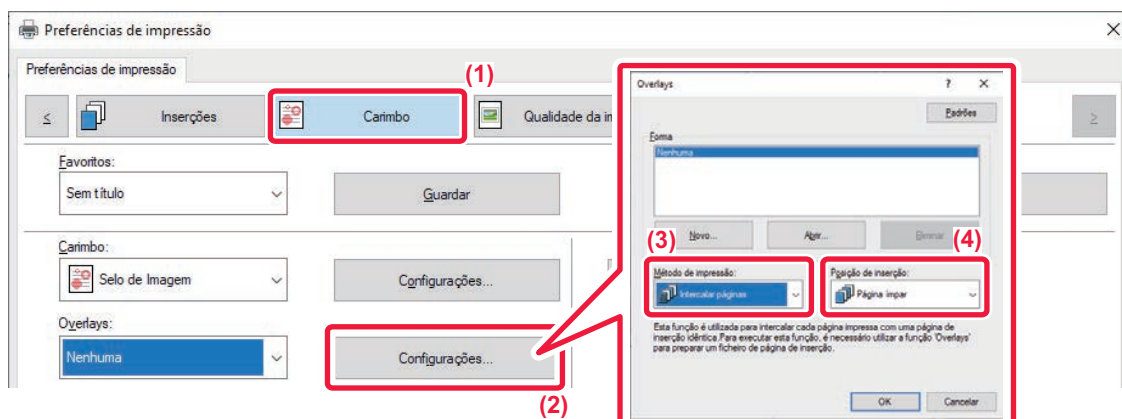 Preferências de impressão
Preferências de impressão
(1)
Inserções
Carimbo
Qualidade da im
Favoritos:
Sem título
Guardar
Carimbo:
Selo de Imagem
Configurações...
Overlays:
Nenhuma
Configurações...
(2)
Overlays
?
Padrões
Forma
Nenhuma
Novo...
Abrir...
Eliminar
(3)
(4)
Método de impressão:
Intercalar páginas
Posição de inserção:
Página ímpar
Esta função é utilizada para intercalar cada página impressa com uma página de
inserção idêntica.Para executar esta função, é necessário utilizar a função 'Overlays'
para preparar um ficheiro de página de inserção.
OK
Cancelar